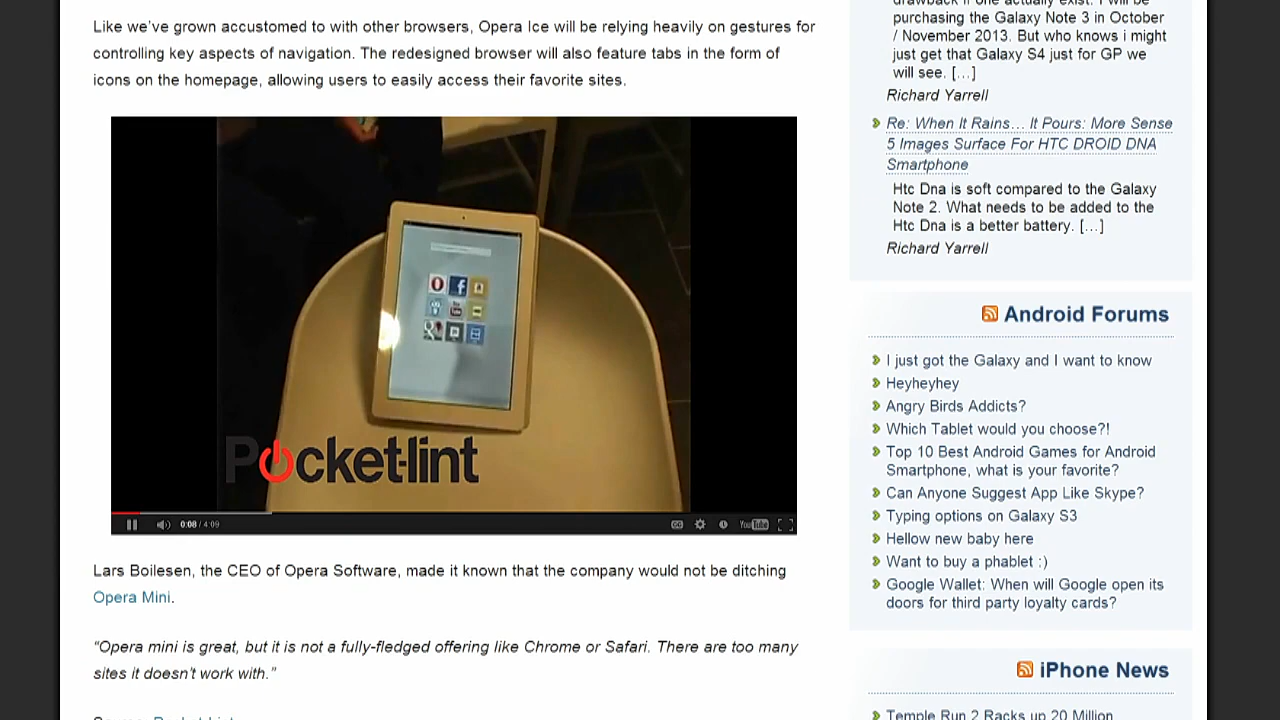 Like we've grown accustomed to with other browsers, Opera Ice will be relying heavily on gestures for
controlling key aspects of navigation. The redesigned browser will also feature tabs in the form of
icons on the homepage, allowing users to easily access their favorite sites.
Pocket-lint
0:08 / 4:09
CC
YouTube
Lars Boilesen, the CEO of Opera Software, made it known that the company would not be ditching
Opera Mini.
“Opera mini is great, but it is not a fully-fledged offering like Chrome or Safari. There are too many
sites it doesn't work with.”
purchasing the Galaxy Note 3 in October
/ November 2013. But who knows i might
just get that Galaxy S4 just for GP we
will see. […]
Richard Yarrell
Re: When It Rains… It Pours: More Sense
5 Images Surface For HTC DROID DNA
Smartphone
Htc Dna is soft compared to the Galaxy
Note 2. What needs to be added to the
Htc Dna is a better battery. […]
Richard Yarrell
Android Forums
I just got the Galaxy and I want to know
Heyheyhey
Angry Birds Addicts?
Which Tablet would you choose?!
Top 10 Best Android Games for Android
Smartphone, what is your favorite?
Can Anyone Suggest App Like Skype?
Typing options on Galaxy S3
Hellow new baby here
Want to buy a phablet :)
Google Wallet: When will Google open its
doors for third party loyalty cards?
iPhone News
Temple Run 2 Racks up 20 Million